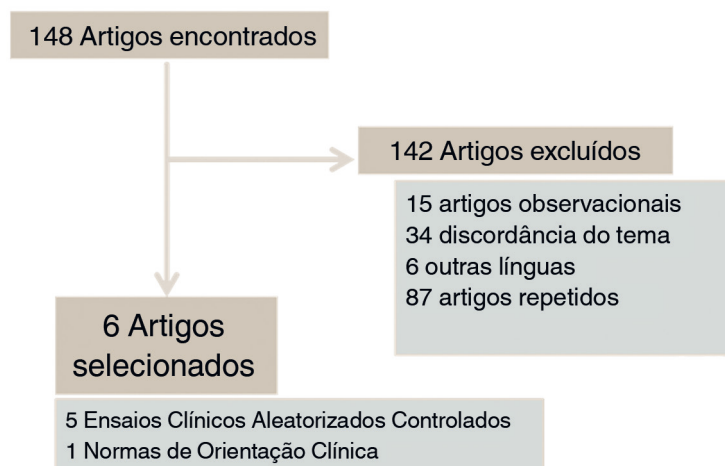 148 Artigos encontrados
142 Artigos excluídos
15 artigos observacionais
34 discordância do tema
6 outras línguas
87 artigos repetidos
6 Artigos
selecionados
5 Ensaios Clínicos Aleatorizados Controlados
1 Normas de Orientação Clínica